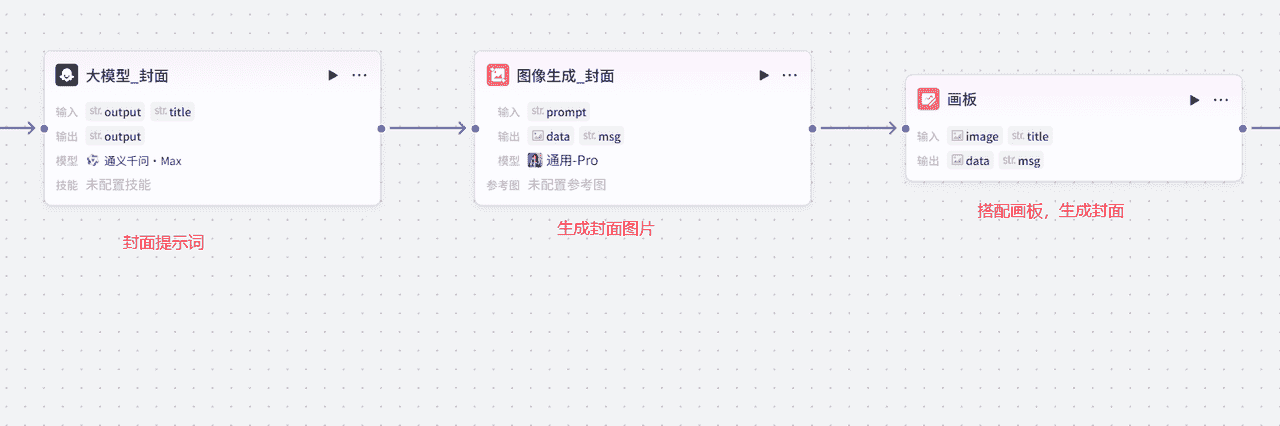 大模型_封面
输入 str. output str. title
输出 str. output
模型 通义千问·Max
技能 未配置技能
封面提示词
图像生成_封面
输入 str. prompt
输出 data str. msg
模型 通用-Pro
参考图 未配置参考图
生成封面图片
画板
输入 image str. title
输出 data str. msg
搭配画板，生成封面